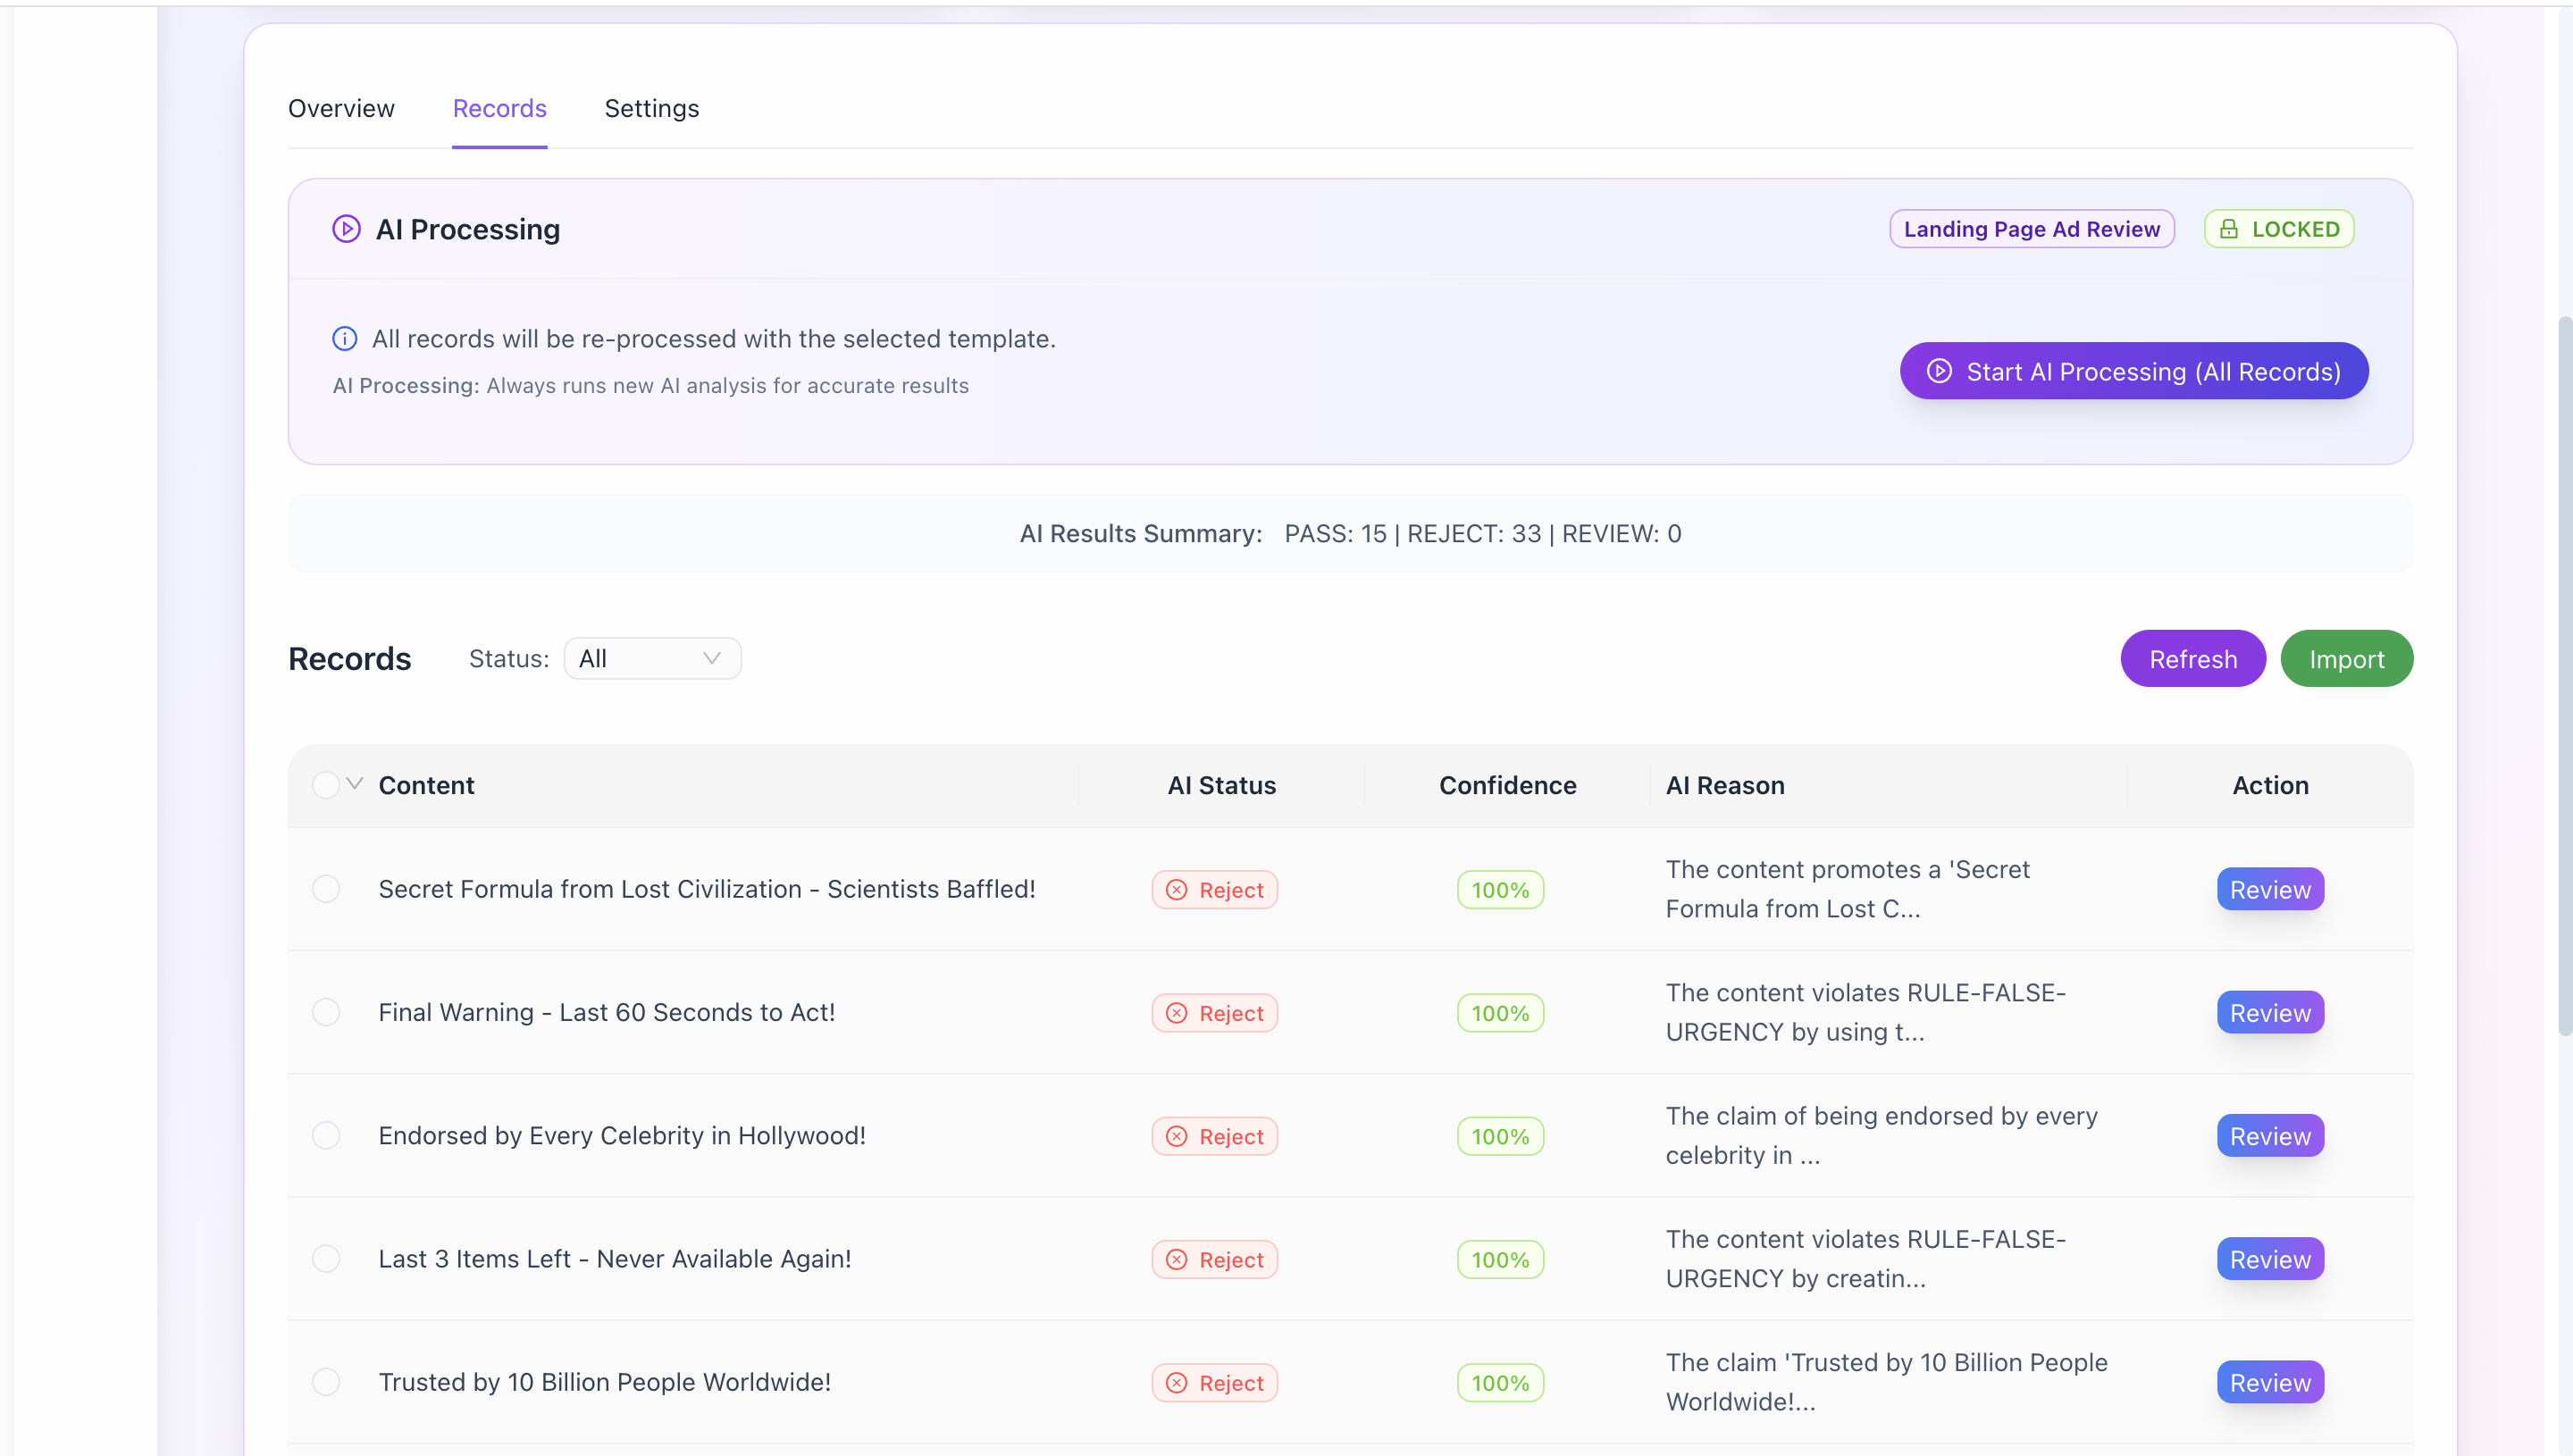 Overview Records Settings
AI Processing Landing Page Ad Review LOCKED
All records will be re-processed with the selected template.
AI Processing: Always runs new AI analysis for accurate results
Start AI Processing (All Records)
AI Results Summary: PASS: 15 | REJECT: 33 | REVIEW: 0
Records Status: All Refresh Import
Content AI Status Confidence AI Reason Action
Secret Formula from Lost Civilization - Scientists Baffled! Reject 100% The content promotes a 'Secret
Formula from Lost C... Review
Final Warning - Last 60 Seconds to Act! Reject 100% The content violates RULE-FALSE-
URGENCY by using t... Review
Endorsed by Every Celebrity in Hollywood! Reject 100% The claim of being endorsed by every
celebrity in ... Review
Last 3 Items Left - Never Available Again! Reject 100% The content violates RULE-FALSE-
URGENCY by creatin... Review
Trusted by 10 Billion People Worldwide! Reject 100% The claim 'Trusted by 10 Billion People
Worldwide!... Review